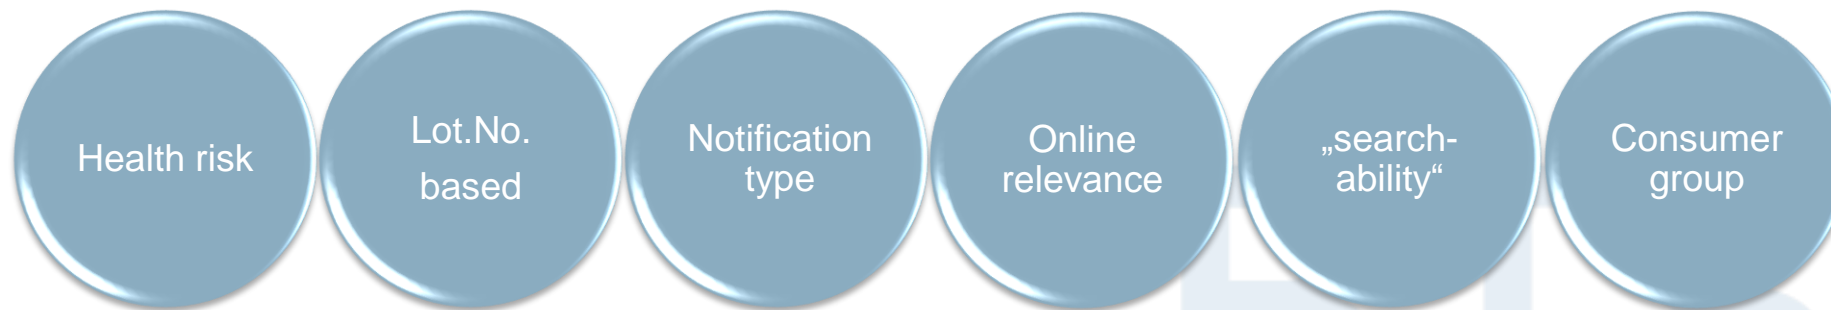 Health risk
Lot.No.
based
Notification
type
Online
relevance
„search-
ability“
Consumer
group